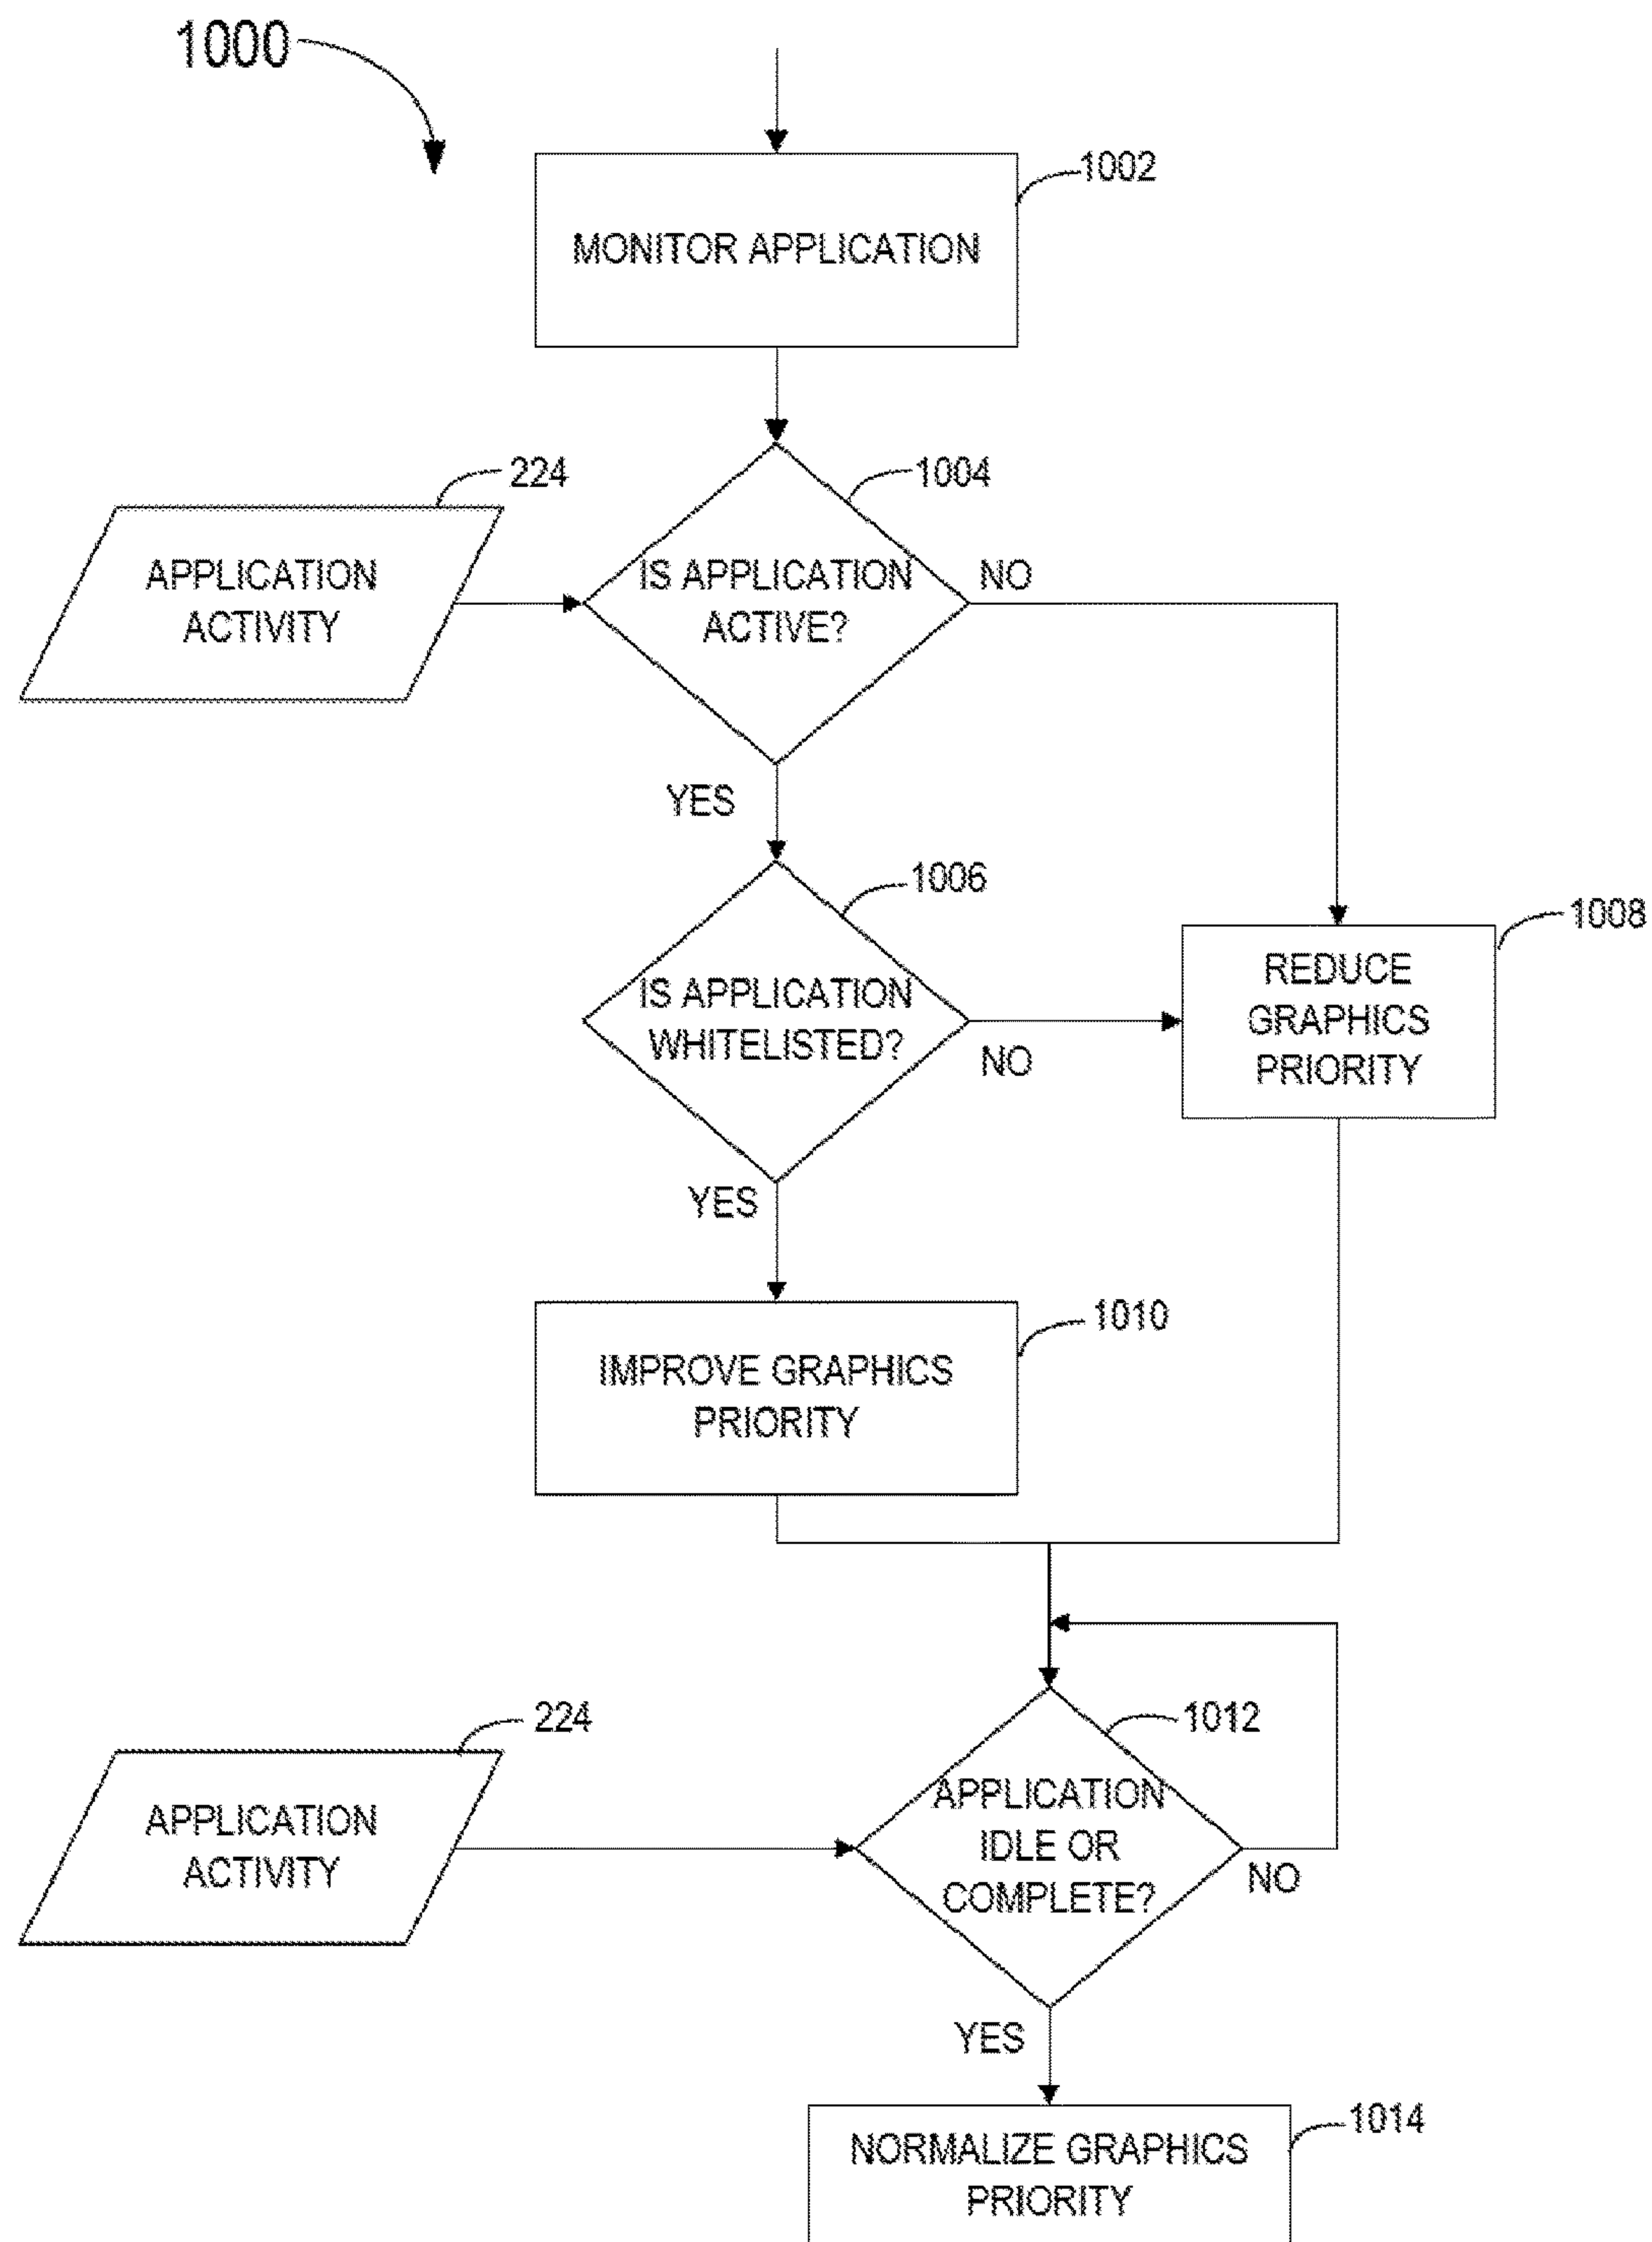 1000
1002
MONITOR APPLICATION
224
1004
APPLICATION
ACTIVITY
IS APPLICATION
ACTIVE?
NO
YES
1006
1008
IS APPLICATION
WHITELISTED?
NO
REDUCE
GRAPHICS
PRIORITY
YES
1010
IMPROVE GRAPHICS
PRIORITY
224
1012
APPLICATION
ACTIVITY
APPLICATION
IDLE OR
COMPLETE?
NO
YES
1014
NORMALIZE GRAPHICS
PRIORITY